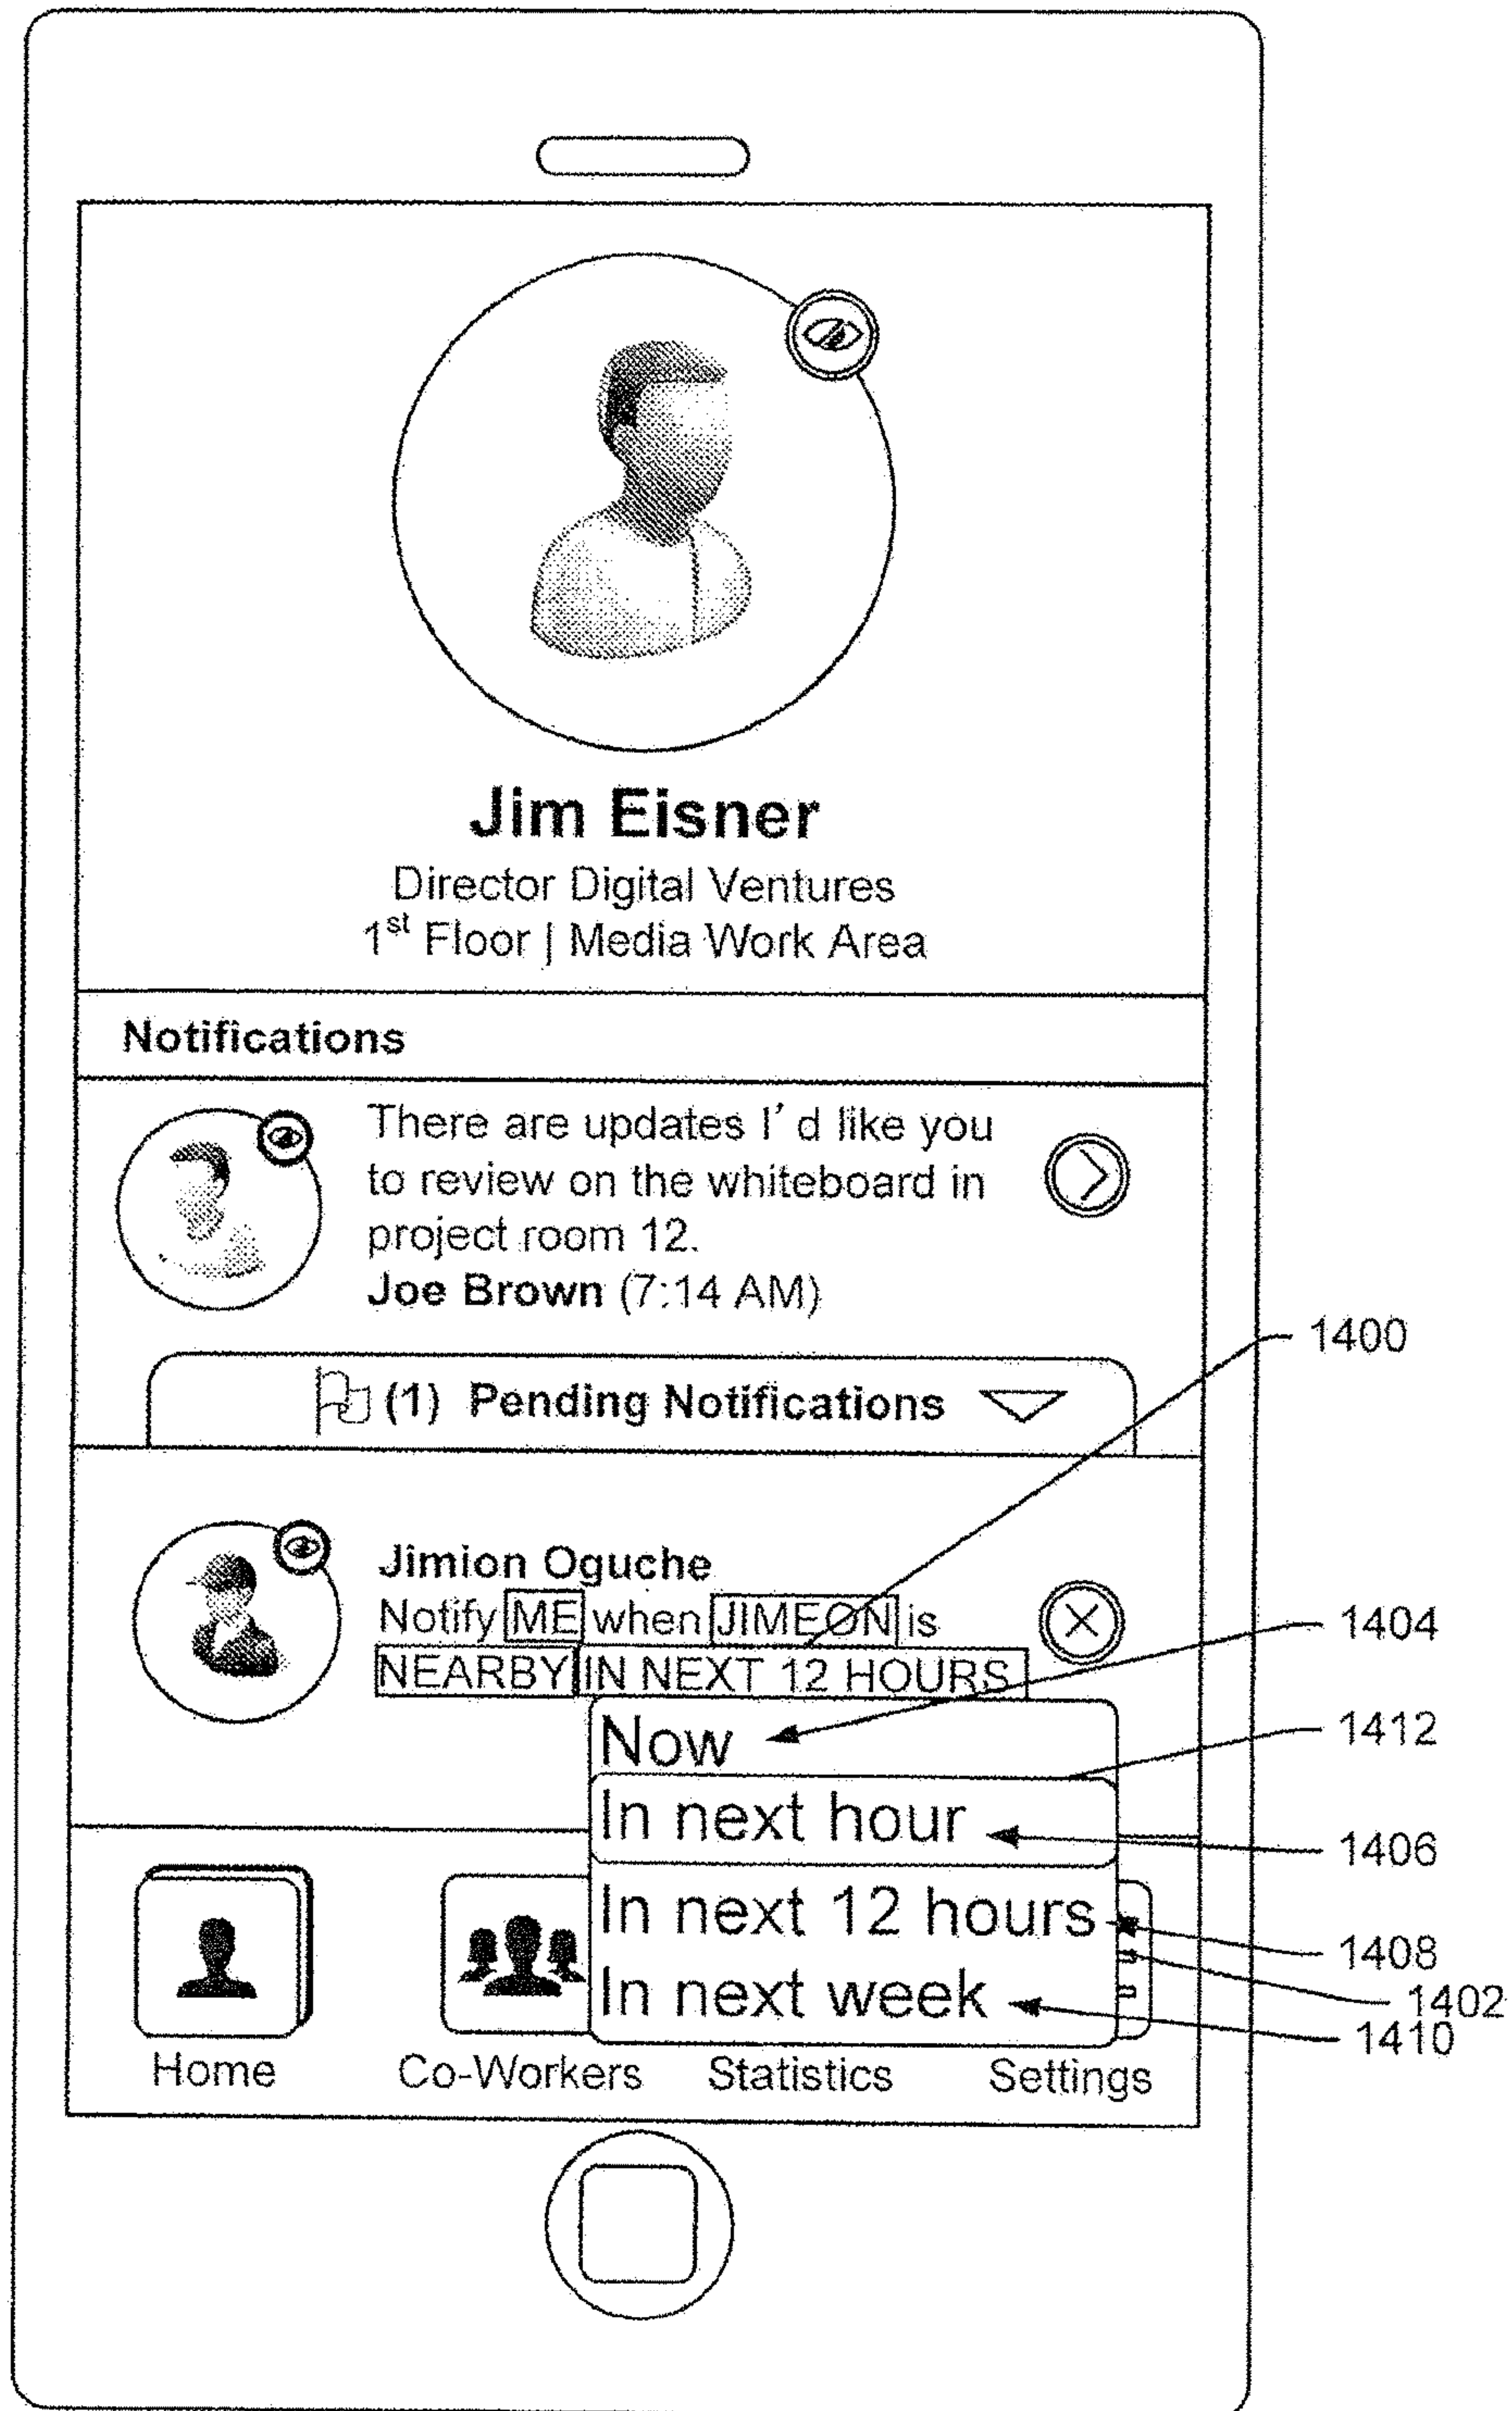 Jim Eisner
Director Digital Ventures
1st Floor | Media Work Area
Notifications
There are updates I' d like you
to review on the whiteboard in
project room 12.
Joe Brown (7:14 AM)
(1) Pending Notifications
Jimion Oguche
Notify ME when JIMEON is
NEARBY IN NEXT 12 HOURS
Now
In next hour
In next 12 hours
In next week
Home
Co-Workers
Statistics
Settings
1400
1404
1412
1406
1408
1402
1410